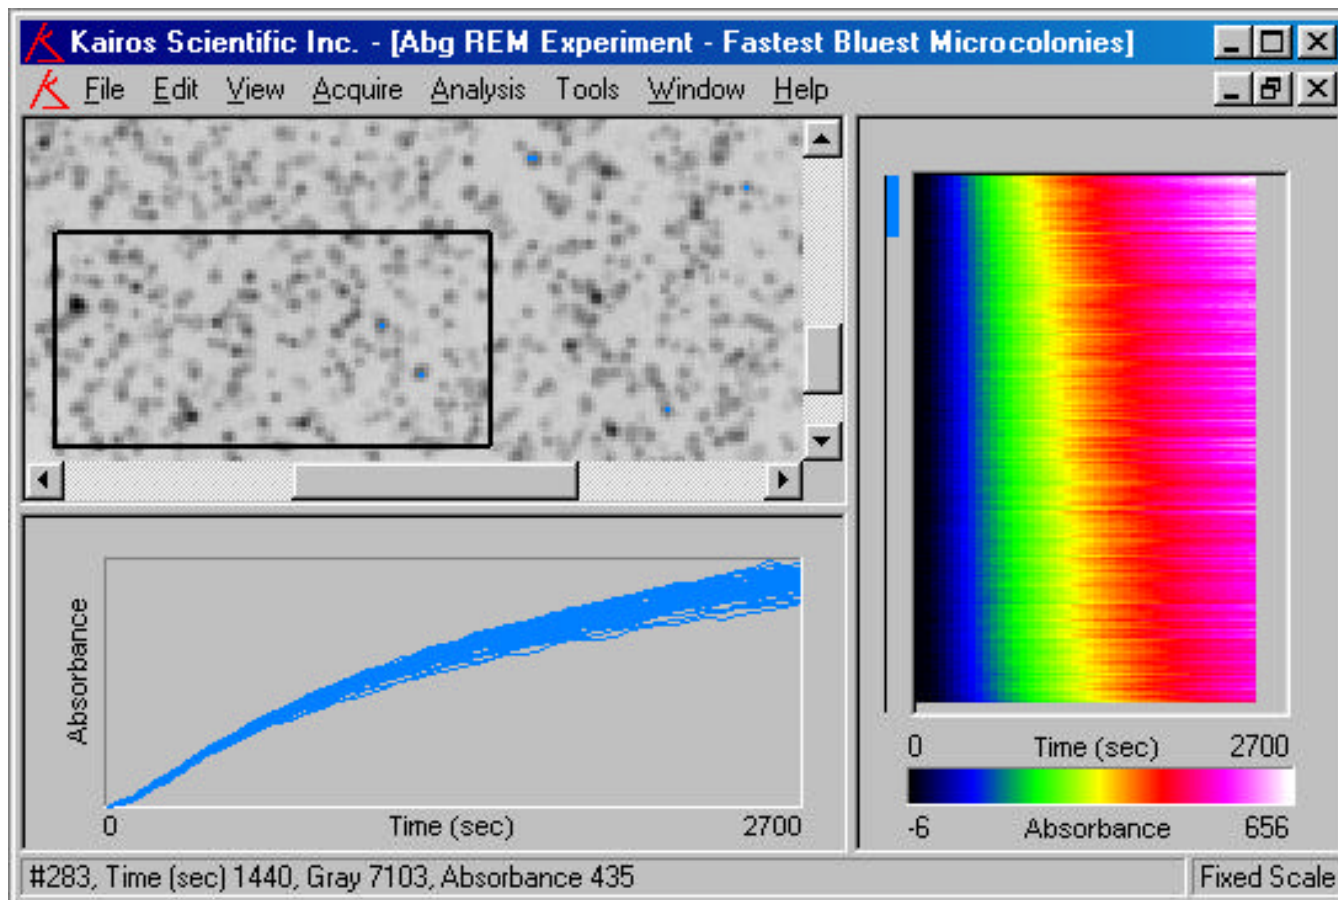 Kairos Scientific Inc. - [Abg REM Experiment - Fastest Bluest Microcolonies]
File Edit View Acquire Analysis Tools Window Help
Absorbance
0 Time (sec) 2700
0 Time (sec) 2700
-6 Absorbance 656
#283, Time (sec) 1440, Gray 7103, Absorbance 435
Fixed Scale